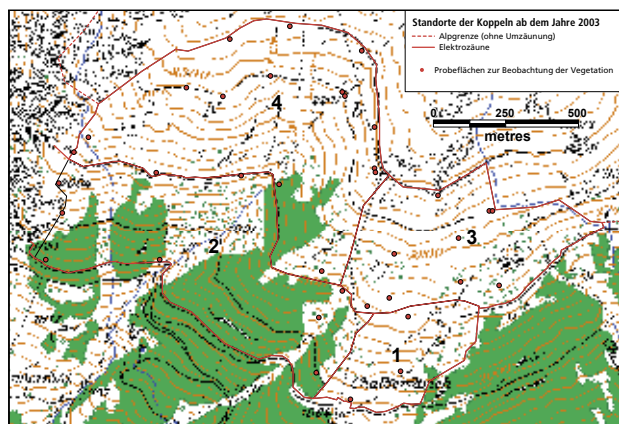 Standorte der Koppeln ab dem Jahre 2003
Alpgrenze (ohne Umzäunung)
Elektrozäune
Probeflächen zur Beobachtung der Vegetation
0 250 500
metres
4
2
3
1